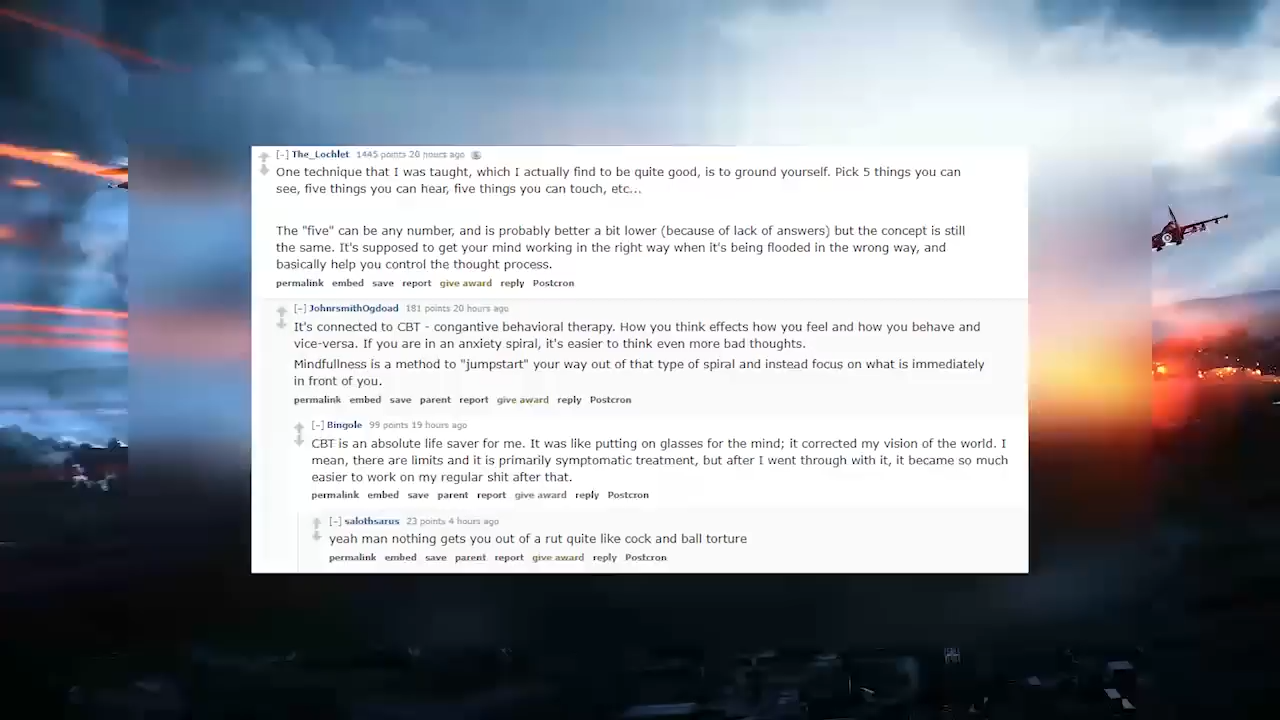 [-] The_Lochlet 1445 points 20 hours ago
One technique that I was taught, which I actually find to be quite good, is to ground yourself. Pick 5 things you can
see, five things you can hear, five things you can touch, etc...
The "five" can be any number, and is probably better a bit lower (because of lack of answers) but the concept is still
the same. It's supposed to get your mind working in the right way when it's being flooded in the wrong way, and
basically help you control the thought process.
permalink embed save report give award reply Postcron
[-] JohnrsmithOgdoad 181 points 20 hours ago
It's connected to CBT - congantive behavioral therapy. How you think effects how you feel and how you behave and
vice-versa. If you are in an anxiety spiral, it's easier to think even more bad thoughts.
Mindfullness is a method to "jumpstart" your way out of that type of spiral and instead focus on what is immediately
in front of you.
permalink embed save parent report give award reply Postcron
[-] Bingole 99 points 19 hours ago
CBT is an absolute life saver for me. It was like putting on glasses for the mind; it corrected my vision of the world. I
mean, there are limits and it is primarily symptomatic treatment, but after I went through with it, it became so much
easier to work on my regular shit after that.
permalink embed save parent report give award reply Postcron
[-] salothsarus 23 points 4 hours ago
yeah man nothing gets you out of a rut quite like cock and ball torture
permalink embed save parent report give award reply Postcron